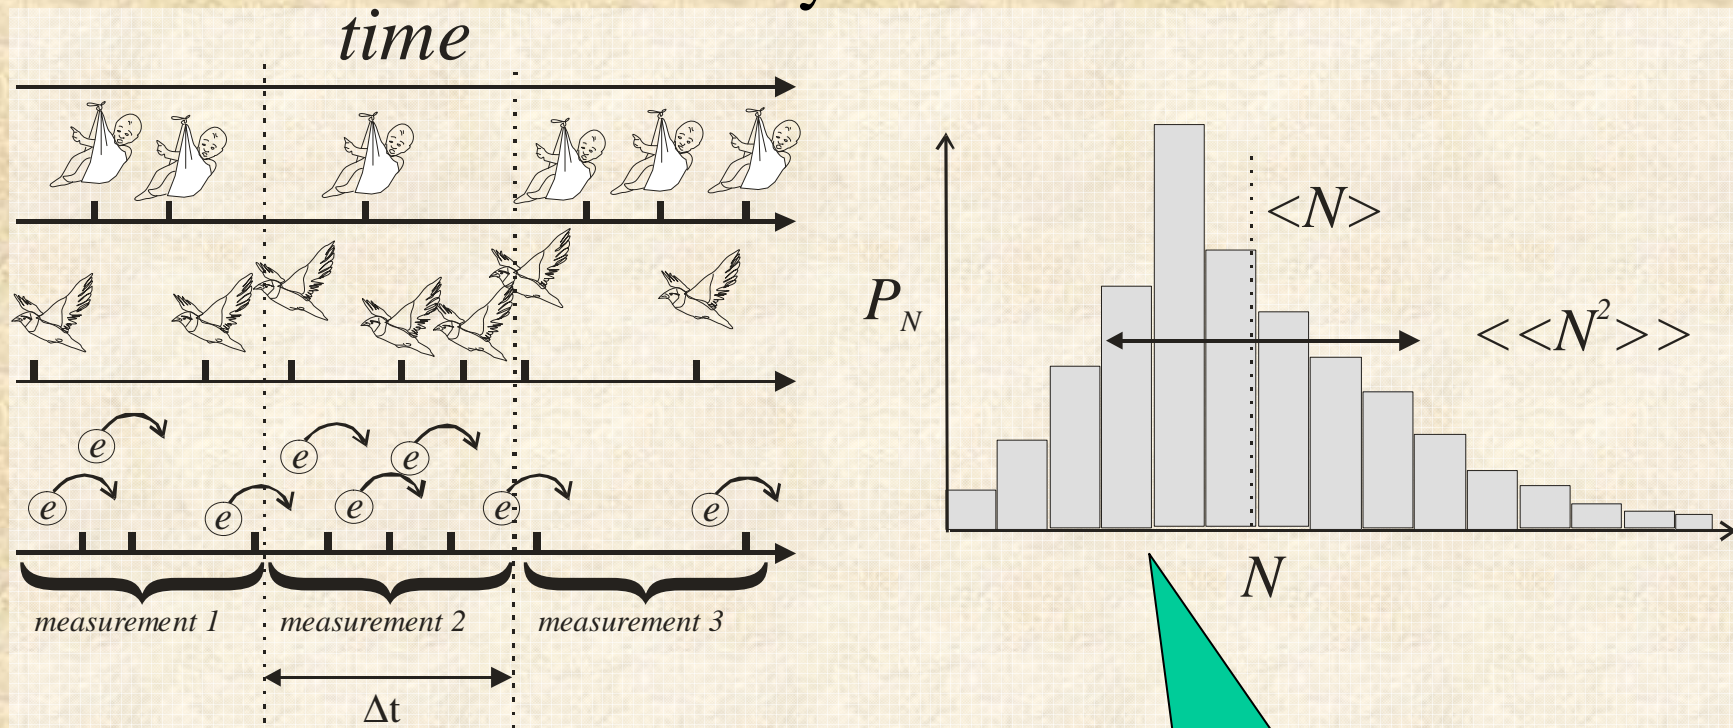 time
e
e
e
e
e
e
e
e
measurement 1
measurement 2
measurement 3
Δt
P_N
<N>
<<N²>>
N